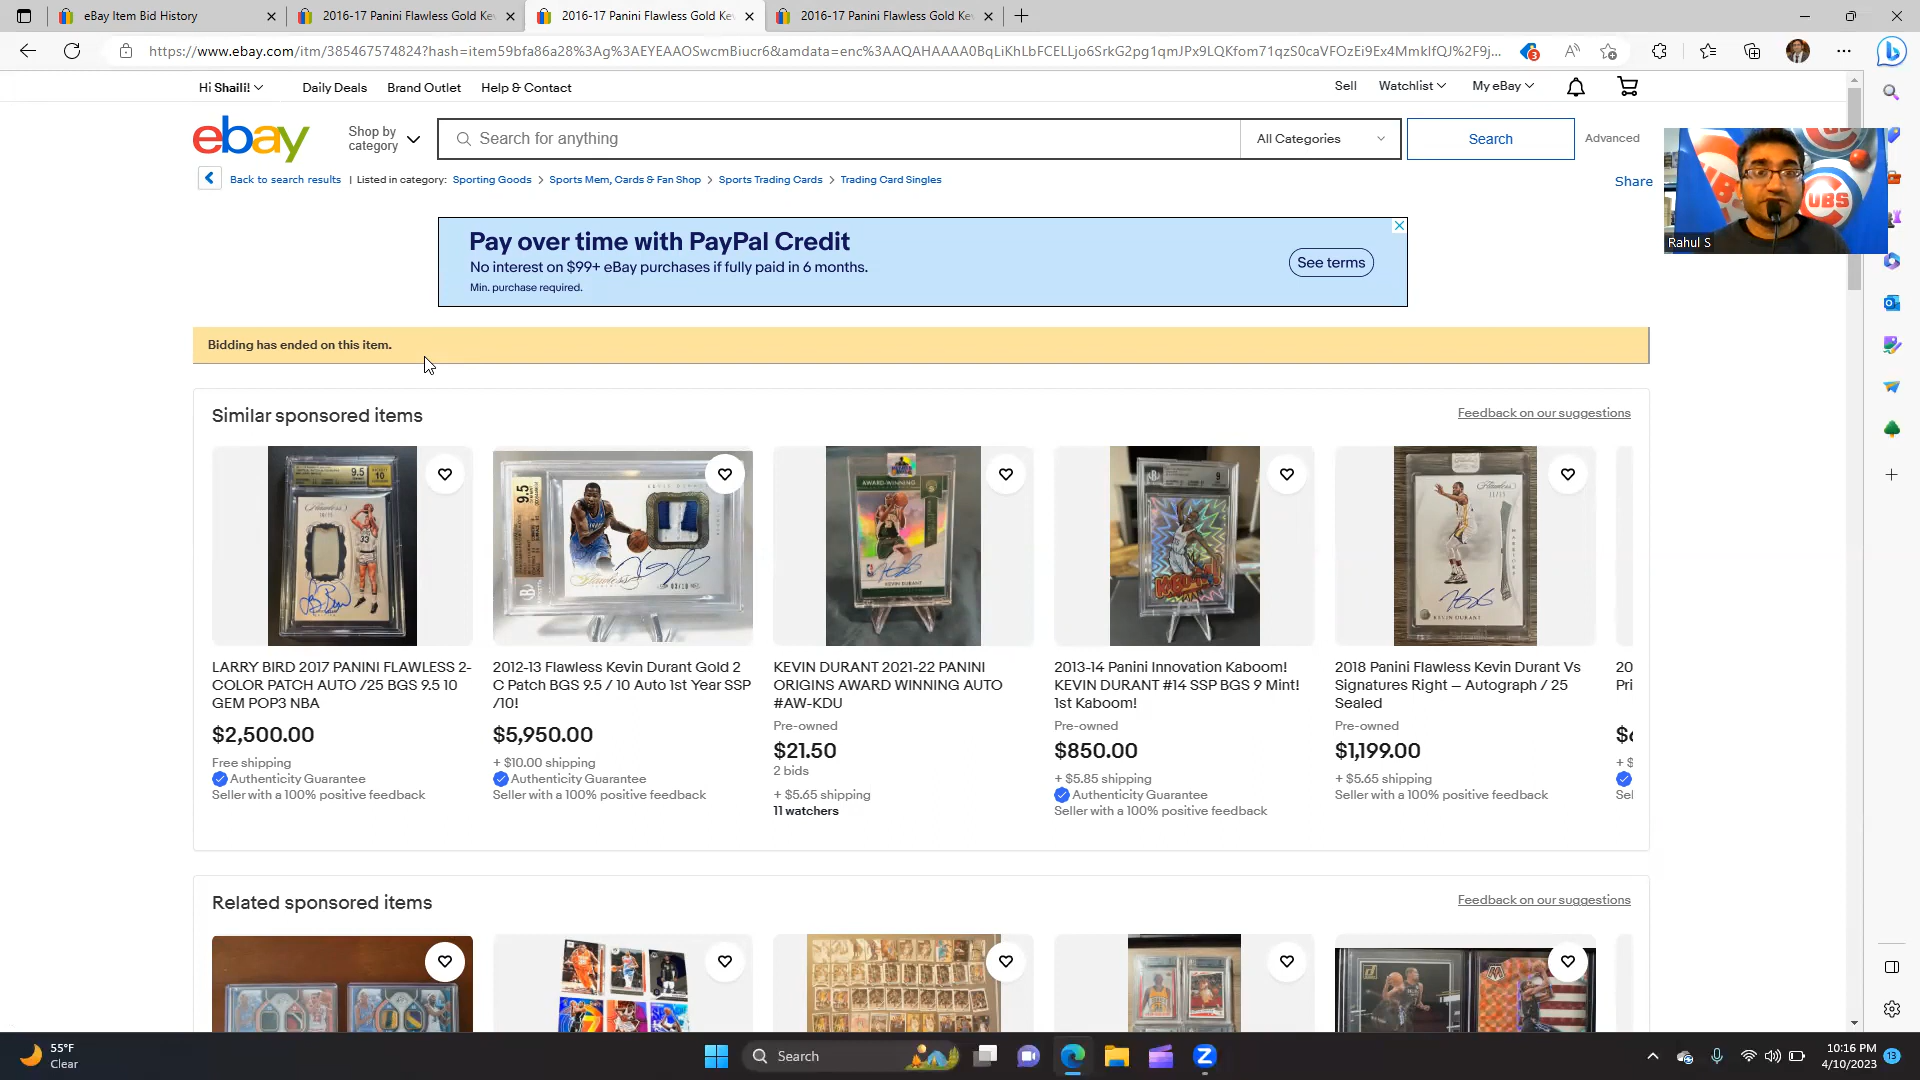 eBay Item Bid History
2016-17 Panini Flawless Gold Kev
2016-17 Panini Flawless Gold Kev
2016-17 Panini Flawless Gold Kev
https://www.ebay.com/itm/385467574824?hash=item59bfa86a28%3Ag%3AEYEAAOSwcmBiucr6&amdata=enc%3AAQAHAAAA0BqLiKhLbFCELLjo6SrkG2pg1qmJPx9LQKfom71qzS0caVFOzEi9Ex4MmkIfQJ%2F9j...
3
Hi Shaili!
Daily Deals
Brand Outlet
Help & Contact
Sell
Watchlist
My eBay
ebay
Shop by category
Search for anything
All Categories
Search
Advanced
Back to search results | Listed in category: Sporting Goods > Sports Mem, Cards & Fan Shop > Sports Trading Cards > Trading Card Singles
Share
CUBS
Rahul S
Pay over time with PayPal Credit
No interest on $99+ eBay purchases if fully paid in 6 months.
Min. purchase required.
See terms
Bidding has ended on this item.
Similar sponsored items
Feedback on our suggestions
LARRY BIRD 2017 PANINI FLAWLESS 2-
COLOR PATCH AUTO /25 BGS 9.5 10
GEM POP3 NBA
$2,500.00
Free shipping
Authenticity Guarantee
Seller with a 100% positive feedback
2012-13 Flawless Kevin Durant Gold 2
C Patch BGS 9.5 / 10 Auto 1st Year SSP
/10!
$5,950.00
+ $10.00 shipping
Authenticity Guarantee
Seller with a 100% positive feedback
KEVIN DURANT 2021-22 PANINI
ORIGINS AWARD WINNING AUTO
#AW-KDU
Pre-owned
$21.50
2 bids
+ $5.65 shipping
11 watchers
2013-14 Panini Innovation Kaboom!
KEVIN DURANT #14 SSP BGS 9 Mint!
1st Kaboom!
Pre-owned
$850.00
+ $5.85 shipping
Authenticity Guarantee
Seller with a 100% positive feedback
2018 Panini Flawless Kevin Durant Vs
Signatures Right – Autograph / 25
Sealed
Pre-owned
$1,199.00
+ $5.65 shipping
Seller with a 100% positive feedback
20
Pri
+ $
Sel
Related sponsored items
Feedback on our suggestions
55°F
Clear
Search
10:16 PM
4/10/2023
13